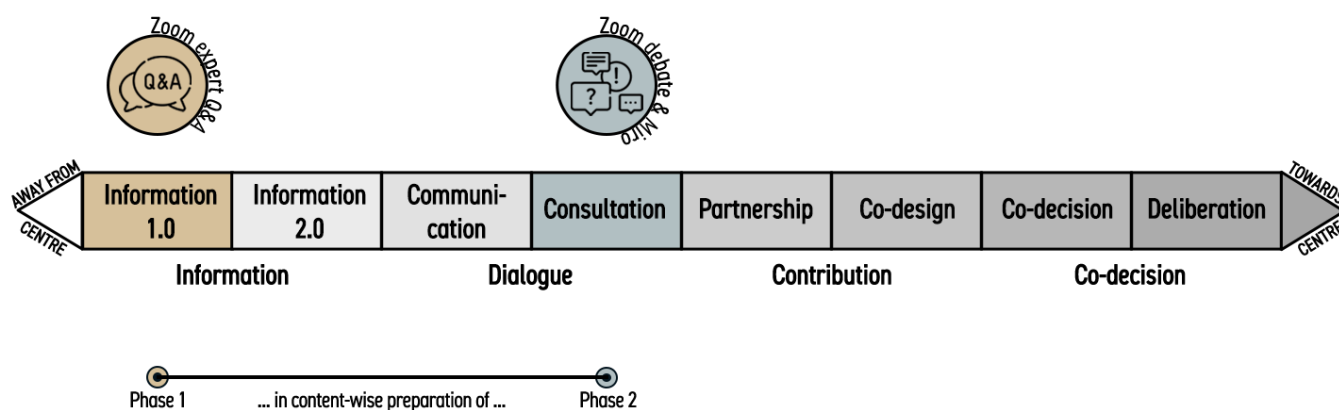 Zoom expert Q&A
Q&A
Zoom debate & Miro
!
?
...
AWAY FROM
CENTRE
Information
1.0
Information
2.0
Communi-
cation
Consultation
Partnership
Co-design
Co-decision
Deliberation
TOWARDS
CENTRE
Information
Dialogue
Contribution
Co-decision
Phase 1
... in content-wise preparation of ...
Phase 2